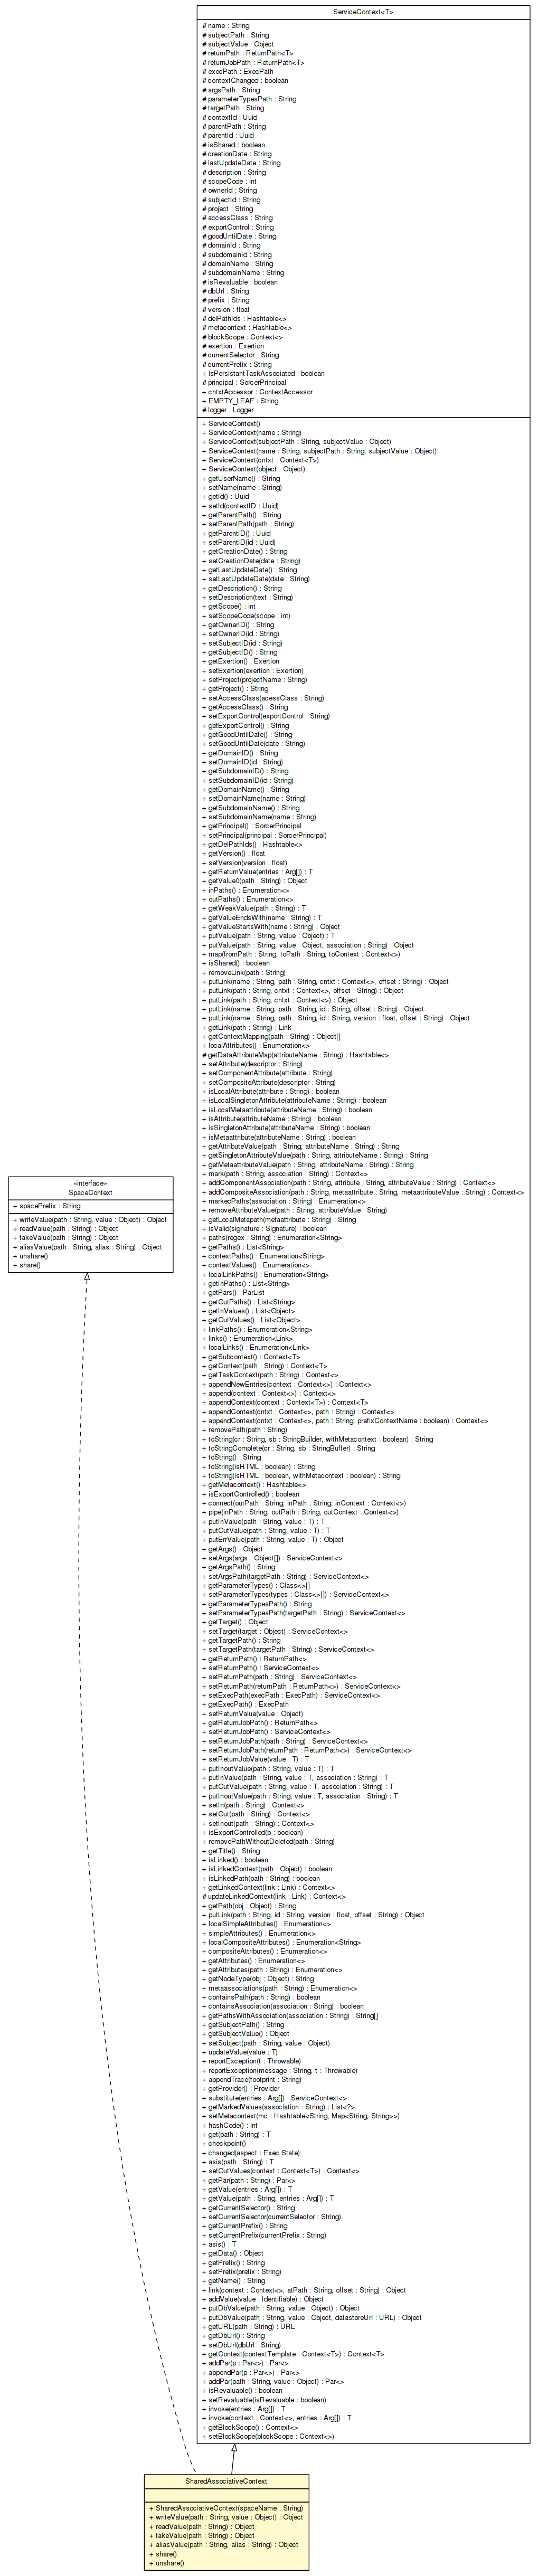 ServiceContext<T>
# name : String
# subjectPath : String
# subjectValue : Object
# returnPath : ReturnPath<T>
# returnJobPath : ReturnPath<T>
# execPath : ExecPath
# contextChanged : boolean
# argsPath : String
# parameterTypesPath : String
# targetPath : String
# contextId : Uuid
# parentPath : String
# parentId : Uuid
# isShared : boolean
# creationDate : String
# lastUpdateDate : String
# description : String
# scopeCode : int
# ownerId : String
# subjectId : String
# project : String
# accessClass : String
# exportControl : String
# goodUntilDate : String
# domainId : String
# subdomainId : String
# domainName : String
# subdomainName : String
# isRevaluable : boolean
# dbUrl : String
# prefix : String
# version : float
# delPathIds : Hashtable<>
# metacontext : Hashtable<>
# blockScope : Context<>
# exertion : Exertion
# currentSelector : String
# currentPrefix : String
+ isPersistantTaskAssociated : boolean
# principal : SorcerPrincipal
+ cntxtAccessor : ContextAccessor
+ EMPTY_LEAF : String
# logger : Logger
+ ServiceContext()
+ ServiceContext(name : String)
+ ServiceContext(subjectPath : String, subjectValue : Object)
+ ServiceContext(name : String, subjectPath : String, subjectValue : Object)
+ ServiceContext(cntxt : Context<T>)
+ ServiceContext(object : Object)
+ getUserName() : String
+ setName(name : String)
+ getId() : Uuid
+ setId(contextID : Uuid)
+ getParentPath() : String
+ setParentPath(path : String)
+ getParentID() : Uuid
+ setParentID(id : Uuid)
+ getCreationDate() : String
+ setCreationDate(date : String)
+ getLastUpdateDate() : String
+ setLastUpdateDate(date : String)
+ getDescription() : String
+ setDescription(text : String)
+ getScope() : int
+ setScopeCode(scope : int)
+ getOwnerID() : String
+ setOwnerID(id : String)
+ setSubjectID(id : String)
+ getSubjectID() : String
+ getExertion() : Exertion
+ setExertion(exertion : Exertion)
+ setProject(projectName : String)
+ getProject() : String
+ setAccessClass(acessClass : String)
+ getAccessClass() : String
+ setExportControl(exportControl : String)
+ getExportControl() : String
+ getGoodUntilDate() : String
+ setGoodUntilDate(date : String)
+ getDomainID() : String
+ setDomainID(id : String)
+ getSubdomainID() : String
+ setSubdomainID(id : String)
+ getDomainName() : String
+ setDomainName(name : String)
+ getSubdomainName() : String
+ setSubdomainName(name : String)
+ getPrincipal() : SorcerPrincipal
+ setPrincipal(principal : SorcerPrincipal)
+ getDelPathIds() : Hashtable<>
+ getVersion() : float
+ setVersion(version : float)
+ getReturnValue(entries : Arg[]) : T
+ getValue0(path : String) : Object
+ inPaths() : Enumeration<>
+ outPaths() : Enumeration<>
+ getWeakValue(path : String) : T
+ getValueEndsWith(name : String) : T
+ getValueStartsWith(name : String) : Object
+ putValue(path : String, value : Object) : T
+ putValue(path : String, value : Object, association : String) : Object
+ map(fromPath : String, toPath : String, toContext : Context<>)
+ isShared() : boolean
+ removeLink(path : String)
+ putLink(name : String, path : String, cntxt : Context<>, offset : String) : Object
+ putLink(path : String, cntxt : Context<>, offset : String) : Object
+ putLink(path : String, cntxt : Context<>) : Object
+ putLink(name : String, path : String, id : String, offset : String) : Object
+ putLink(name : String, path : String, id : String, version : float, offset : String) : Object
+ getLink(path : String) : Link
+ getContextMapping(path : String) : Object[]
+ localAttributes() : Enumeration<>
# getDataAttributeMap(attributeName : String) : Hashtable<>
+ setAttribute(descriptor : String)
+ setComponentAttribute(attribute : String)
+ setCompositeAttribute(descriptor : String)
+ isLocalAttribute(attribute : String) : boolean
+ isLocalSingletonAttribute(attributeName : String) : boolean
+ isLocalMetaattribute(attributeName : String) : boolean
+ isAttribute(attributeName : String) : boolean
+ isSingletonAttribute(attributeName : String) : boolean
+ isMetaattribute(attributeName : String) : boolean
+ getAttributeValue(path : String, attributeName : String) : String
+ getSingletonAttributeValue(path : String, attributeName : String) : String
+ getMetaattributeValue(path : String, attributeName : String) : String
+ mark(path : String, association : String) : Context<>
+ addComponentAssociation(path : String, attribute : String, attributeValue : String) : Context<>
+ addCompositeAssociation(path : String, metaattribute : String, metaattributeValue : String) : Context<>
+ markedPaths(association : String) : Enumeration<>
+ removeAttributeValue(path : String, attributeValue : String)
+ getLocalMetapath(metaattribute : String) : String
+ isValid(signature : Signature) : boolean
+ paths(regex : String) : Enumeration<String>
+ getPaths() : List<String>
+ contextPaths() : Enumeration<String>
+ contextValues() : Enumeration<>
+ localLinkPaths() : Enumeration<String>
+ getInPaths() : List<String>
+ getPars() : ParList
+ getOutPaths() : List<String>
+ getInValues() : List<Object>
+ getOutValues() : List<Object>
+ linkPaths() : Enumeration<String>
+ links() : Enumeration<Link>
+ localLinks() : Enumeration<Link>
+ getSubcontext() : Context<T>
+ getContext(path : String) : Context<T>
+ getTaskContext(path : String) : Context<>
+ appendNewEntries(context : Context<>) : Context<>
+ append(context : Context<>) : Context<>
+ appendContext(context : Context<T>) : Context<T>
+ appendContext(cntxt : Context<>, path : String) : Context<>
+ appendContext(cntxt : Context<>, path : String, prefixContextName : boolean) : Context<>
+ removePath(path : String)
+ toString(cr : String, sb : StringBuilder, withMetacontext : boolean) : String
+ toStringComplete(cr : String, sb : StringBuffer) : String
+ toString() : String
+ toString(isHTML : boolean) : String
+ toString(isHTML : boolean, withMetacontext : boolean) : String
+ getMetacontext() : Hashtable<>
+ isExportControlled() : boolean
+ connect(outPath : String, inPath : String, inContext : Context<>)
+ pipe(inPath : String, outPath : String, outContext : Context<>)
+ putInValue(path : String, value : T) : T
+ putOutValue(path : String, value : T) : T
+ putErrValue(path : String, value : T) : Object
+ getArgs() : Object
+ setArgs(args : Object[]) : ServiceContext<>
+ getArgsPath() : String
+ setArgsPath(targetPath : String) : ServiceContext<>
+ getParameterTypes() : Class<>[]
+ setParameterTypes(types : Class<>[]) : ServiceContext<>
+ getParameterTypesPath() : String
+ setParameterTypesPath(targetPath : String) : ServiceContext<>
+ getTarget() : Object
+ setTarget(target : Object) : ServiceContext<>
+ getTargetPath() : String
+ setTargetPath(targetPath : String) : ServiceContext<>
+ getReturnPath() : ReturnPath<>
+ setReturnPath() : ServiceContext<>
+ setReturnPath(path : String) : ServiceContext<>
+ setReturnPath(returnPath : ReturnPath<>) : ServiceContext<>
+ setExecPath(execPath : ExecPath) : ServiceContext<>
+ getExecPath() : ExecPath
+ setReturnValue(value : Object)
+ getReturnJobPath() : ReturnPath<>
+ setReturnJobPath() : ServiceContext<>
+ setReturnJobPath(path : String) : ServiceContext<>
+ setReturnJobPath(returnPath : ReturnPath<>) : ServiceContext<>
+ setReturnJobValue(value : T) : T
+ putInoutValue(path : String, value : T) : T
+ putInValue(path : String, value : T, association : String) : T
+ putOutValue(path : String, value : T, association : String) : T
+ putInoutValue(path : String, value : T, association : String) : T
+ setIn(path : String) : Context<>
+ setOut(path : String) : Context<>
+ setInout(path : String) : Context<>
+ isExportControlled(b : boolean)
+ removePathWithoutDeleted(path : String)
+ getTitle() : String
+ isLinked() : boolean
+ isLinkedContext(path : Object) : boolean
+ isLinkedPath(path : String) : boolean
+ getLinkedContext(link : Link) : Context<>
# updateLinkedContext(link : Link) : Context<>
+ getPath(obj : Object) : String
+ putLink(path : String, id : String, version : float, offset : String) : Object
+ localSimpleAttributes() : Enumeration<>
+ simpleAttributes() : Enumeration<>
+ localCompositeAttributes() : Enumeration<String>
+ compositeAttributes() : Enumeration<>
+ getAttributes() : Enumeration<>
+ getAttributes(path : String) : Enumeration<>
+ getNodeType(obj : Object) : String
+ metaassociations(path : String) : Enumeration<>
+ containsPath(path : String) : boolean
+ containsAssociation(association : String) : boolean
+ getPathsWithAssociation(association : String) : String[]
+ getSubjectPath() : String
+ getSubjectValue() : Object
+ setSubject(path : String, value : Object)
+ updateValue(value : T)
+ reportException(t : Throwable)
+ reportException(message : String, t : Throwable)
+ appendTrace(footprint : String)
+ getProvider() : Provider
+ substitute(entries : Arg[]) : ServiceContext<>
+ getMarkedValues(association : String) : List<?>
+ setMetacontext(mc : Hashtable<String, Map<String, String>>)
+ hashCode() : int
+ get(path : String) : T
+ checkpoint()
+ changed(aspect : Exec.State)
+ asis(path : String) : T
+ setOutValues(context : Context<T>) : Context<>
+ getPar(path : String) : Par<>
+ getValue(entries : Arg[]) : T
+ getValue(path : String, entries : Arg[]) : T
+ getCurrentSelector() : String
+ setCurrentSelector(currentSelector : String)
+ getCurrentPrefix() : String
+ setCurrentPrefix(currentPrefix : String)
+ asis() : T
+ getData() : Object
+ getPrefix() : String
+ setPrefix(prefix : String)
+ getName() : String
+ link(context : Context<>, atPath : String, offset : String) : Object
+ addValue(value : Identifiable) : Object
+ putDbValue(path : String, value : Object) : Object
+ putDbValue(path : String, value : Object, datastoreUrl : URL) : Object
+ getURL(path : String) : URL
+ getDbUrl() : String
+ setDbUrl(dbUrl : String)
+ getContext(contextTemplate : Context<T>) : Context<T>
+ addPar(p : Par<>) : Par<>
+ appendPar(p : Par<>) : Par<>
+ addPar(path : String, value : Object) : Par<>
+ isRevaluable() : boolean
+ setRevaluable(isRevaluable : boolean)
+ invoke(entries : Arg[]) : T
+ invoke(context : Context<>, entries : Arg[]) : T
+ getBlockScope() : Context<>
+ setBlockScope(blockScope : Context<>)
«interface»
SpaceContext
+ spacePrefix : String
+ writeValue(path : String, value : Object) : Object
+ readValue(path : String) : Object
+ takeValue(path : String) : Object
+ aliasValue(path : String, alias : String) : Object
+ unshare()
+ share()
SharedAssociativeContext
+ SharedAssociativeContext(spaceName : String)
+ writeValue(path : String, value : Object) : Object
+ readValue(path : String) : Object
+ takeValue(path : String) : Object
+ aliasValue(path : String, alias : String) : Object
+ share()
+ unshare()